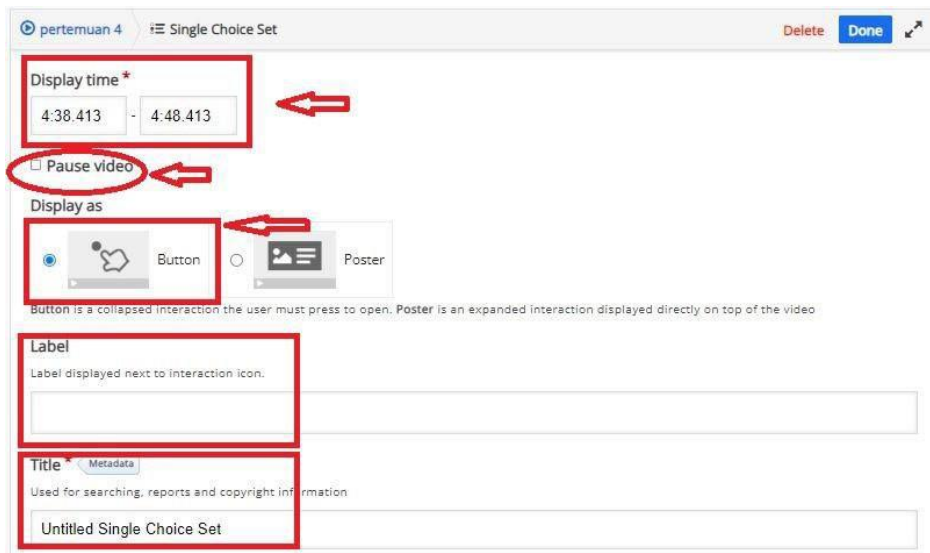 pertemuan 4 Single Choice Set Delete Done
Display time *
4:38.413 - 4:48.413
Pause video
Display as
Button Poster
Button is a collapsed interaction the user must press to open. Poster is an expanded interaction displayed directly on top of the video
Label
Label displayed next to interaction icon.
Title * Metadata
Used for searching, reports and copyright information
Untitled Single Choice Set